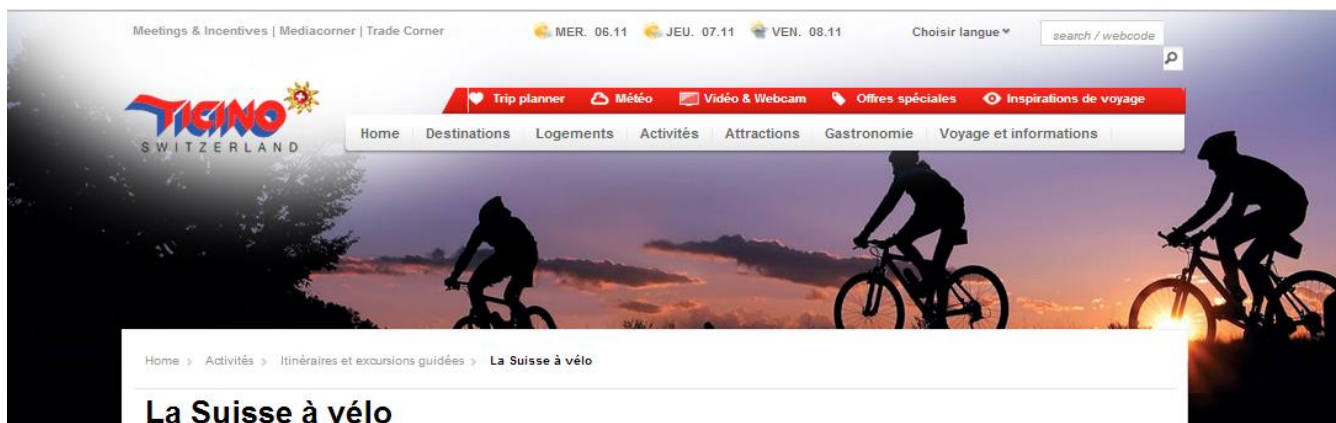 Meetings & Incentives | Mediacorner | Trade Corner
MER. 06.11 JEU. 07.11 VEN. 08.11
Choisir langue
search / webcode
TICINO
SWITZERLAND
Trip planner Météo Vidéo & Webcam Offres spéciales Inspirations de voyage
Home Destinations Logements Activités Attractions Gastronomie Voyage et informations
Home > Activités > Itinéraires et excursions guidées > La Suisse à vélo
La Suisse à vélo